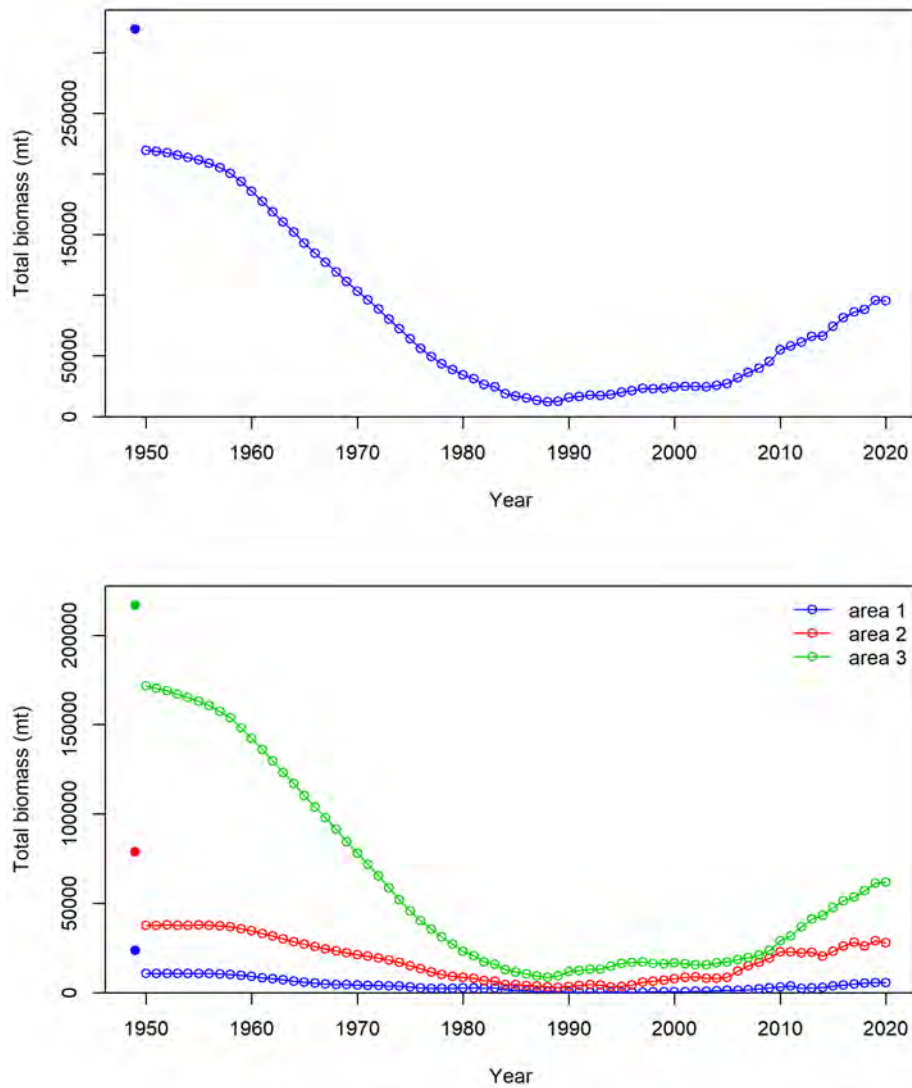 Total biomass (mt)
250000
150000
50000
0
1950 1960 1970 1980 1990 2000 2010 2020
Year
Total biomass (mt)
200000
150000
100000
50000
0
area 1
area 2
area 3
1950 1960 1970 1980 1990 2000 2010 2020
Year